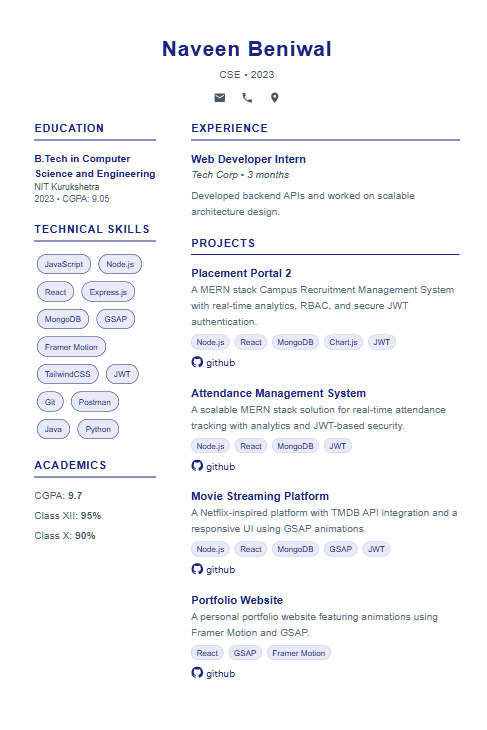 Naveen Beniwal
CSE • 2023
EDUCATION
B.Tech in Computer
Science and Engineering
NIT Kurukshetra
2023 • CGPA: 9.05
TECHNICAL SKILLS
JavaScript Node.js
React Express.js
MongoDB GSAP
Framer Motion
TailwindCSS JWT
Git Postman
Java Python
ACADEMICS
CGPA: 9.7
Class XII: 95%
Class X: 90%
EXPERIENCE
Web Developer Intern
Tech Corp • 3 months
Developed backend APIs and worked on scalable
architecture design.
PROJECTS
Placement Portal 2
A MERN stack Campus Recruitment Management System
with real-time analytics, RBAC, and secure JWT
authentication.
Node.js React MongoDB Chart.js JWT
github
Attendance Management System
A scalable MERN stack solution for real-time attendance
tracking with analytics and JWT-based security.
Node.js React MongoDB JWT
github
Movie Streaming Platform
A Netflix-inspired platform with TMDB API integration and a
responsive UI using GSAP animations.
Node.js React MongoDB GSAP JWT
github
Portfolio Website
A personal portfolio website featuring animations using
Framer Motion and GSAP.
React GSAP Framer Motion
github